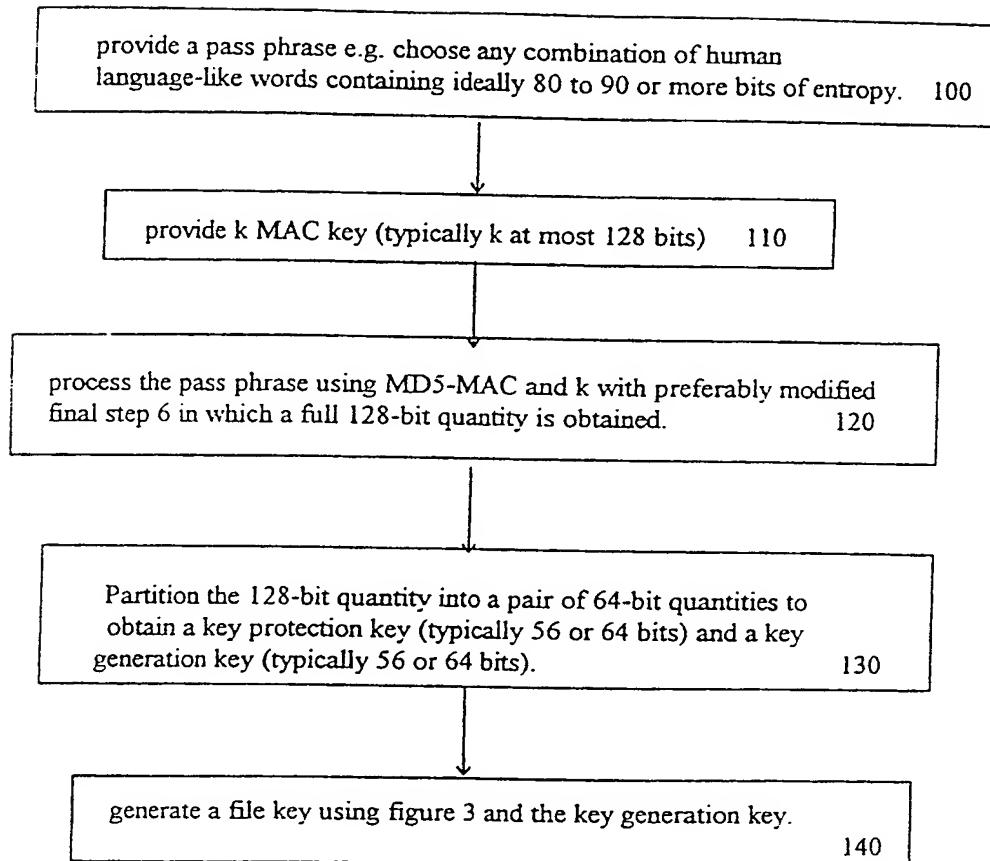 provide a pass phrase e.g. choose any combination of human
language-like words containing ideally 80 to 90 or more bits of entropy. 100
provide k MAC key (typically k at most 128 bits) 110
process the pass phrase using MD5-MAC and k with preferably modified
final step 6 in which a full 128-bit quantity is obtained. 120
Partition the 128-bit quantity into a pair of 64-bit quantities to
obtain a key protection key (typically 56 or 64 bits) and a key
generation key (typically 56 or 64 bits). 130
generate a file key using figure 3 and the key generation key.
140